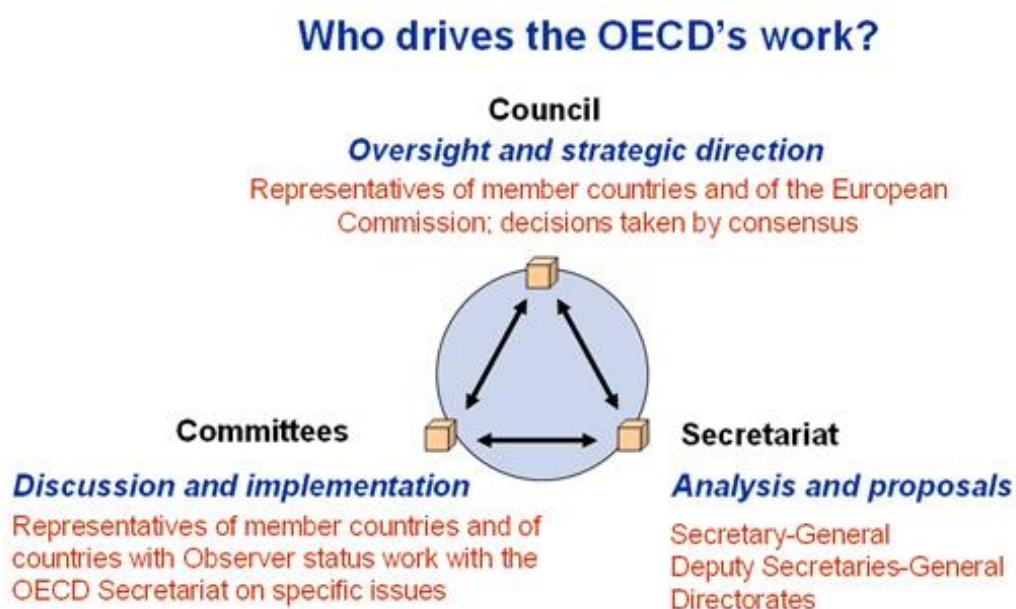 Who drives the OECD's work?
Council
Oversight and strategic direction
Representatives of member countries and of the European
Commission; decisions taken by consensus
Committees
Discussion and implementation
Representatives of member countries and of
countries with Observer status work with the
OECD Secretariat on specific issues
Secretariat
Analysis and proposals
Secretary-General
Deputy Secretaries-General
Directorates